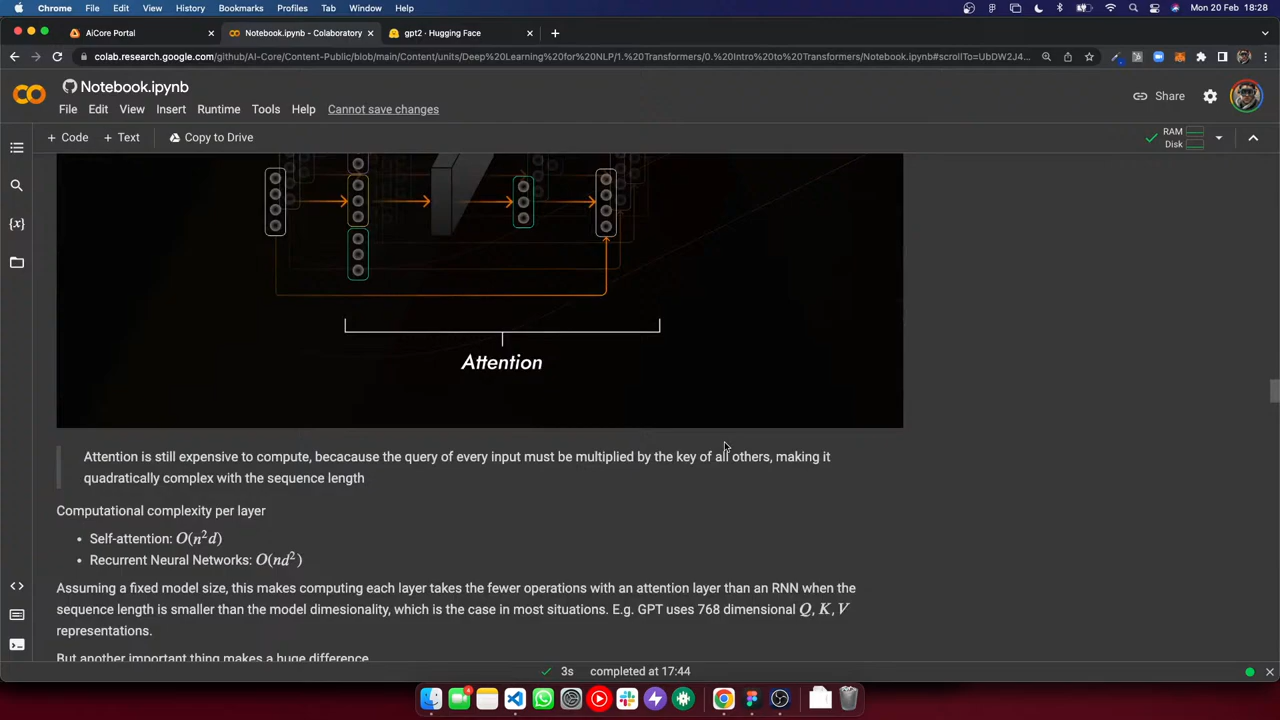 Chrome File Edit View History Bookmarks Profiles Tab Window Help Mon 20 Feb 18:28
AiCore Portal Notebook.ipynb - Colaboratory gpt2 - Hugging Face
colab.research.google.com/github/AI-Core/Content-Public/blob/main/Content/units/Deep%20Learning%20for%20NLP/1.%20Transformers/0.%20Intro%20to%20Transformers/Notebook.ipynb#scrollTo=UbDW2J4...
Notebook.ipynb
Share
File Edit View Insert Runtime Tools Help Cannot save changes
+ Code + Text Copy to Drive
RAM
Disk
{x}
Attention
Attention is still expensive to compute, becacause the query of every input must be multiplied by the key of all others, making it
quadratically complex with the sequence length
Computational complexity per layer
Self-attention: O(n²d)
Recurrent Neural Networks: O(nd²)
Assuming a fixed model size, this makes computing each layer takes the fewer operations with an attention layer than an RNN when the
sequence length is smaller than the model dimesionality, which is the case in most situations. E.g. GPT uses 768 dimensional Q, K, V
representations.
But another important thing makes a huge difference
3s completed at 17:44